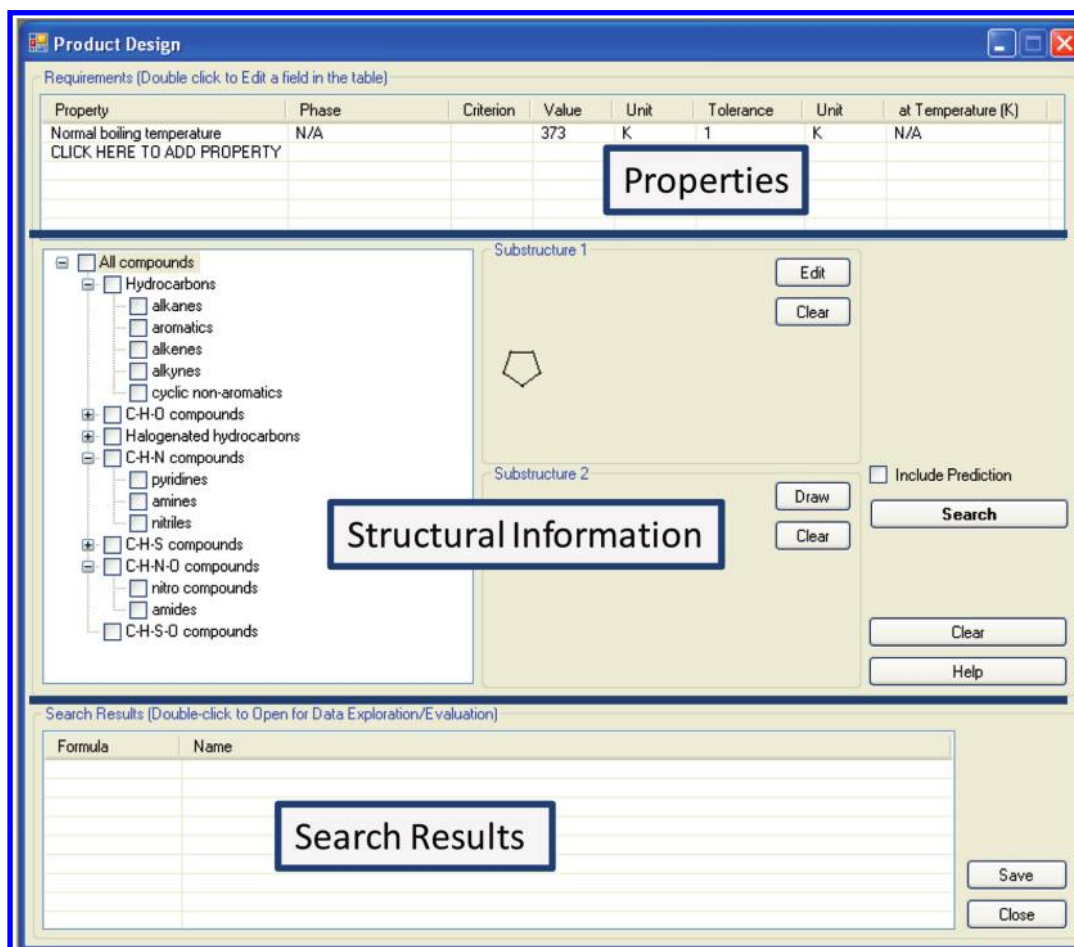 Product Design
Requirements (Double click to Edit a field in the table)
Property Phase Criterion Value Unit Tolerance Unit at Temperature (K)
Normal boiling temperature N/A 373 K 1 K N/A
CLICK HERE TO ADD PROPERTY
Properties
All compounds
Hydrocarbons
alkanes
aromatics
alkenes
alkynes
cyclic non-aromatics
C-H-O compounds
Halogenated hydrocarbons
C-H-N compounds
pyridines
amines
nitriles
C-H-S compounds
C-H-N-O compounds
nitro compounds
amides
C-H-S-O compounds
Substructure 1
Edit
Clear
Substructure 2
Draw
Clear
Structural Information
Include Prediction
Search
Clear
Help
Search Results (Double-click to Open for Data Exploration/Evaluation)
Formula Name
Search Results
Save
Close